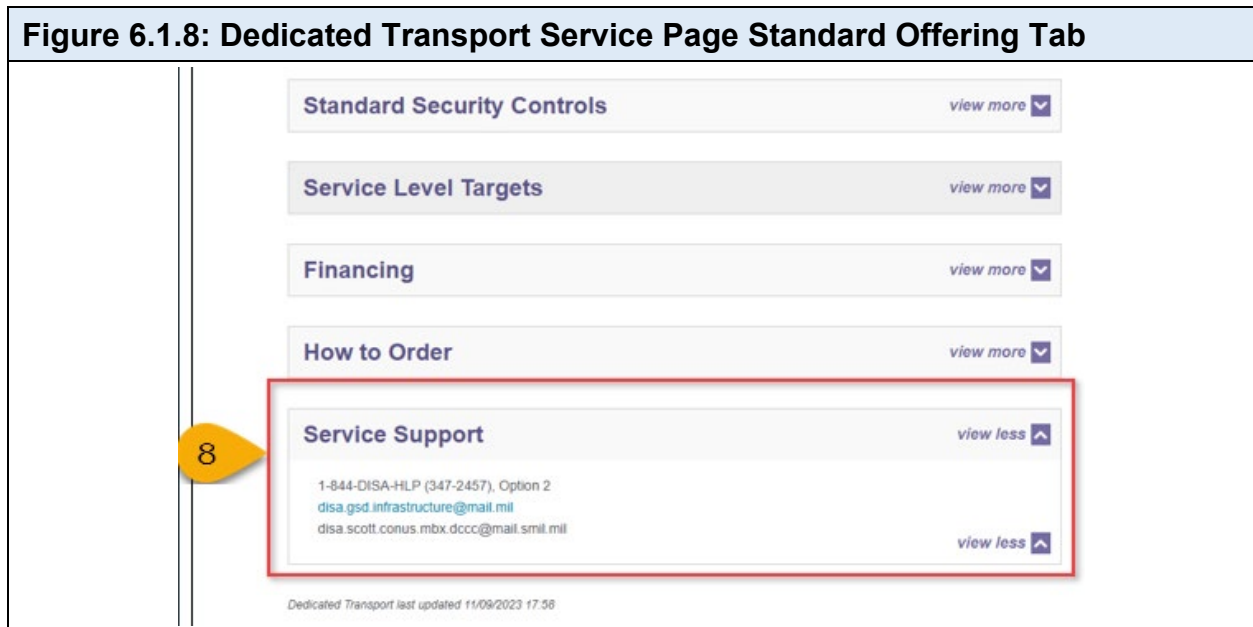 Figure 6.1.8: Dedicated Transport Service Page Standard Offering Tab
Standard Security Controls view more
Service Level Targets view more
Financing view more
How to Order view more
8
Service Support view less
1-844-DISA-HLP (347-2457), Option 2
disa.gsd.infrastructure@mail.mil
disa.scott.conus.mbx.dccc@mail.smil.mil
view less
Dedicated Transport last updated 11/09/2023 17:58